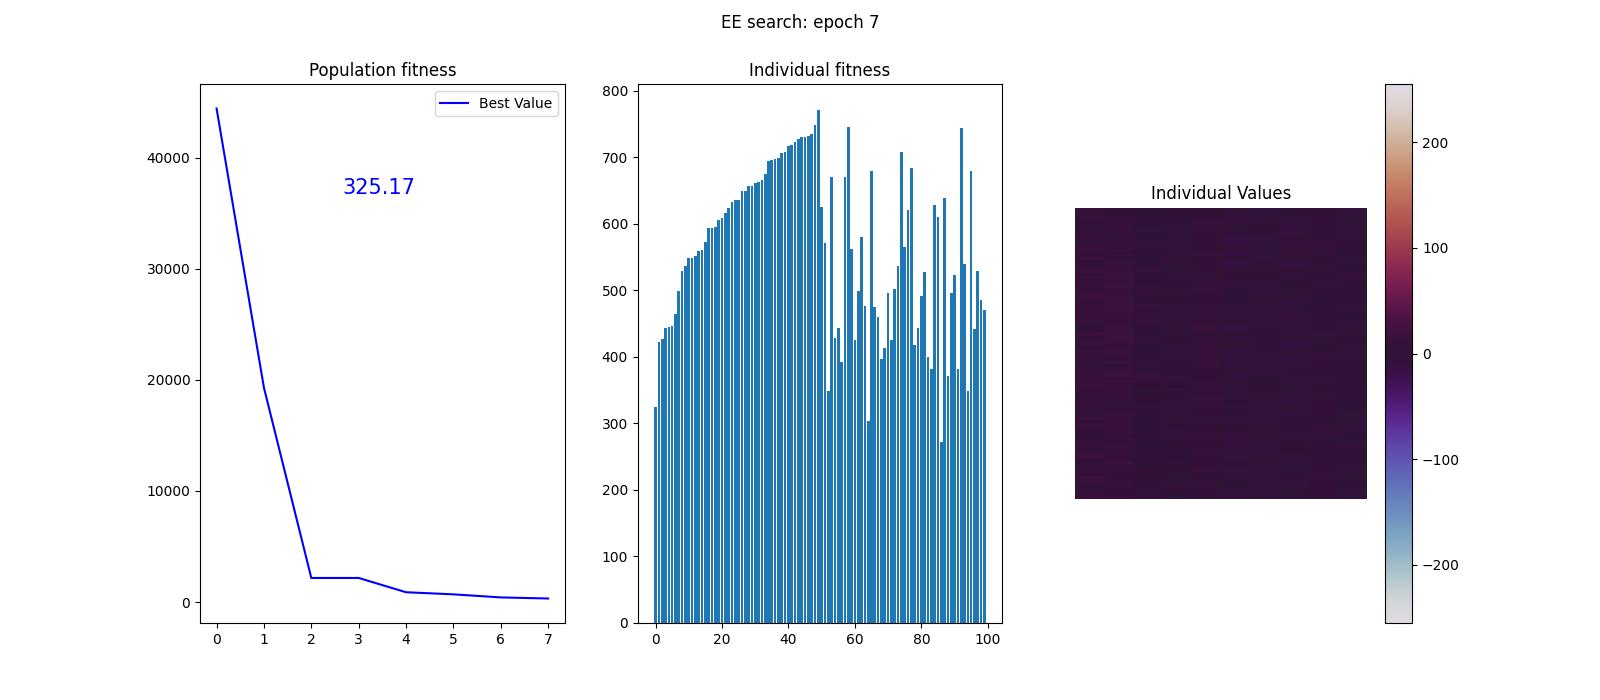 EE search: epoch 7
Population fitness
Best Value
325.17
40000
30000
20000
10000
0
0 1 2 3 4 5 6 7
Individual fitness
800
700
600
500
400
300
200
100
0
0 20 40 60 80 100
Individual Values
200
100
0
−100
−200